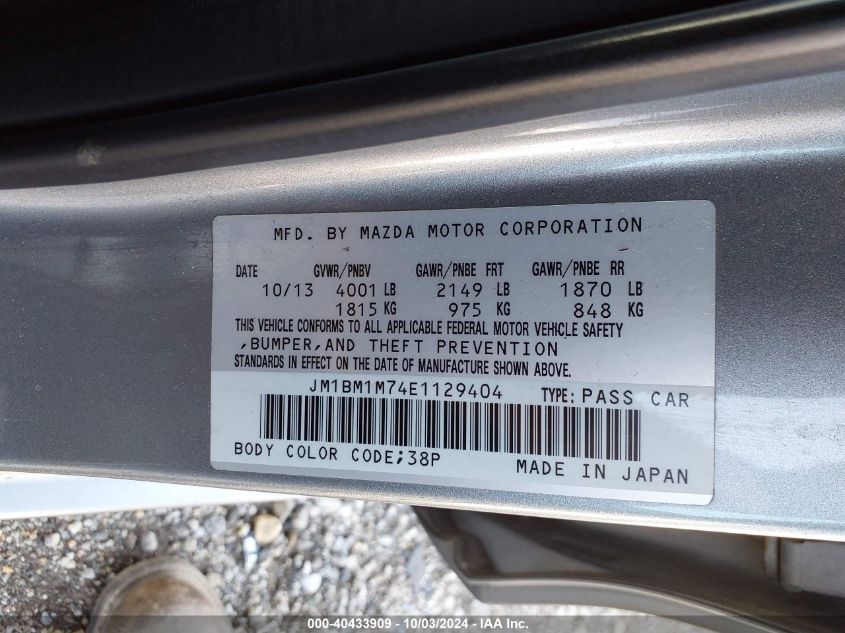 MFD. BY MAZDA MOTOR CORPORATION
DATE GVWR/PNBV GAWR/PNBE FRT GAWR/PNBE RR
10/13 4001 LB 2149 LB 1870 LB
1815 KG 975 KG 848 KG
THIS VEHICLE CONFORMS TO ALL APPLICABLE FEDERAL MOTOR VEHICLE SAFETY
,BUMPER,AND THEFT PREVENTION
STANDARDS IN EFFECT ON THE DATE OF MANUFACTURE SHOWN ABOVE.
JM1BM1M74E1129404 TYPE: PASS CAR
BODY COLOR CODE;38P MADE IN JAPAN
000-40433909 - 10/03/2024 - IAA Inc.